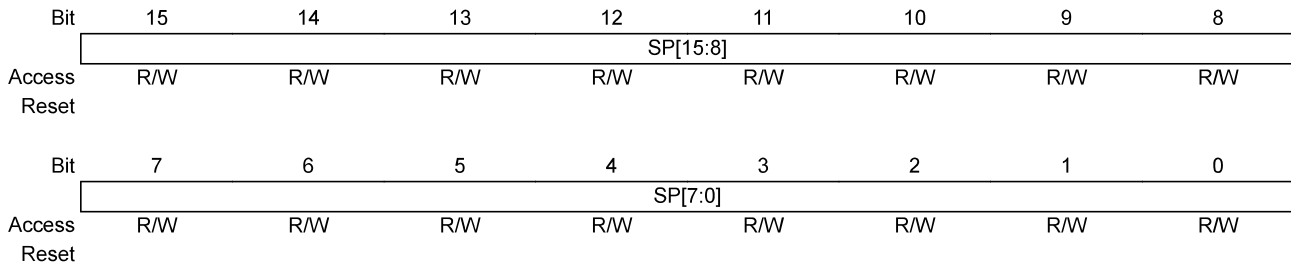 Bit 15 14 13 12 11 10 9 8
SP[15:8]
Access R/W R/W R/W R/W R/W R/W R/W R/W
Reset
Bit 7 6 5 4 3 2 1 0
SP[7:0]
Access R/W R/W R/W R/W R/W R/W R/W R/W
Reset